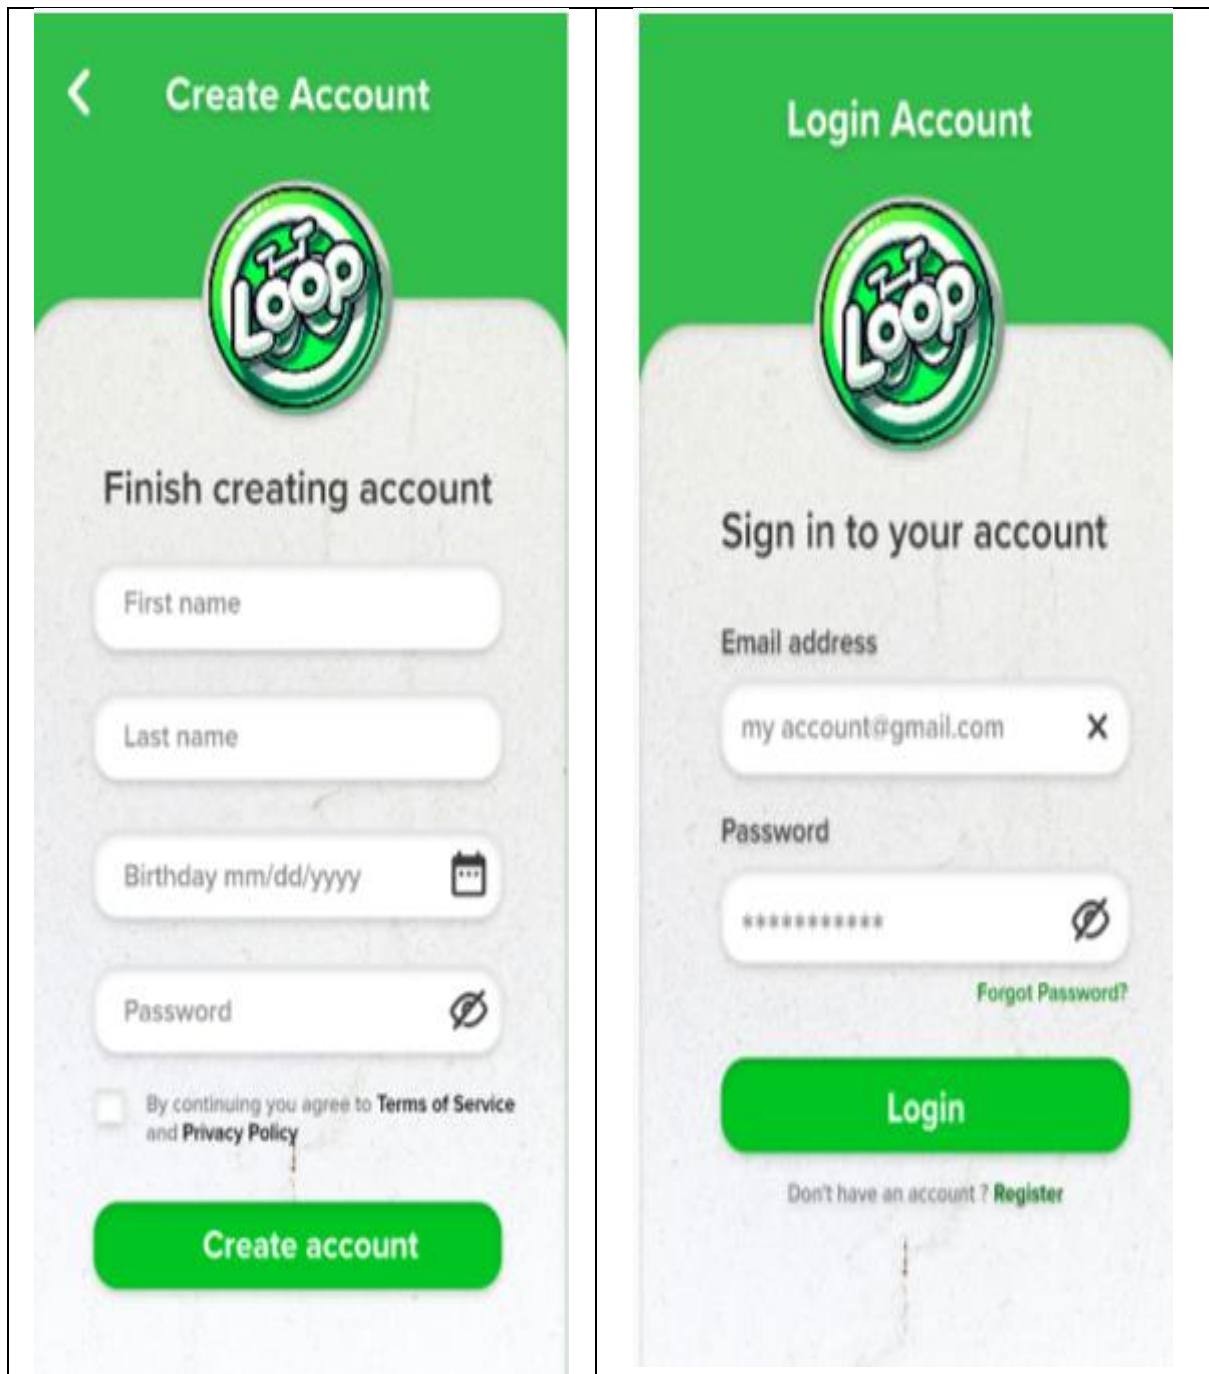 Create Account
Loop
Finish creating account
First name
Last name
Birthday mm/dd/yyyy
Password
By continuing you agree to Terms of Service
and Privacy Policy
Create account
Login Account
Loop
Sign in to your account
Email address
my account@gmail.com
Password
***********
Forgot Password?
Login
Don't have an account ? Register